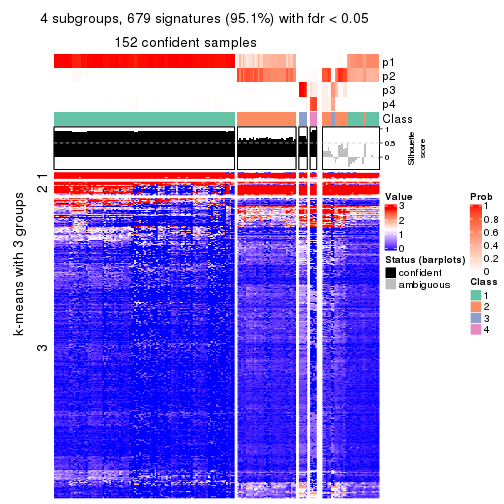 4 subgroups, 679 signatures (95.1%) with fdr < 0.05
152 confident samples
p1
p2
p3
p4
Class
1
0.5
0
Silhouette
score
k-means with 3 groups
1
2
3
Value
3
2
1
0
Status (barplots)
confident
ambiguous
Prob
1
0.8
0.6
0.4
0.2
0
Class
1
2
3
4